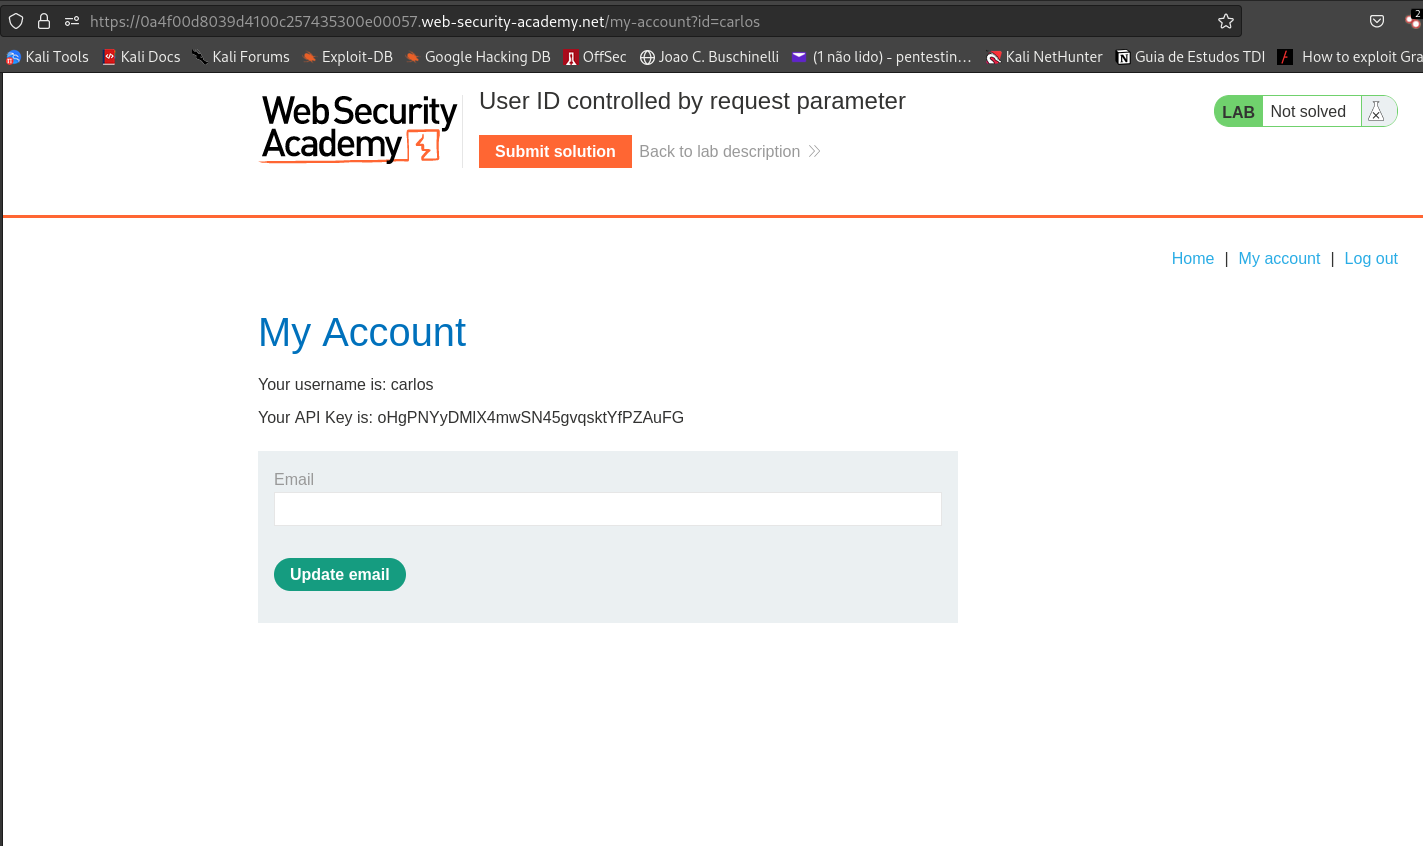 https://0a4f00d8039d4100c257435300e00057.web-security-academy.net/my-account?id=carlos
2
Kali Tools Kali Docs Kali Forums Exploit-DB Google Hacking DB OffSec Joao C. Buschinelli (1 não lido) - pentestin… Kali NetHunter Guia de Estudos TDI How to exploit Gra
Web Security
Academy
User ID controlled by request parameter
Submit solution Back to lab description
LAB Not solved
Home | My account | Log out
My Account
Your username is: carlos
Your API Key is: oHgPNYyDMlX4mwSN45gvqsktYfPZAuFG
Email
Update email